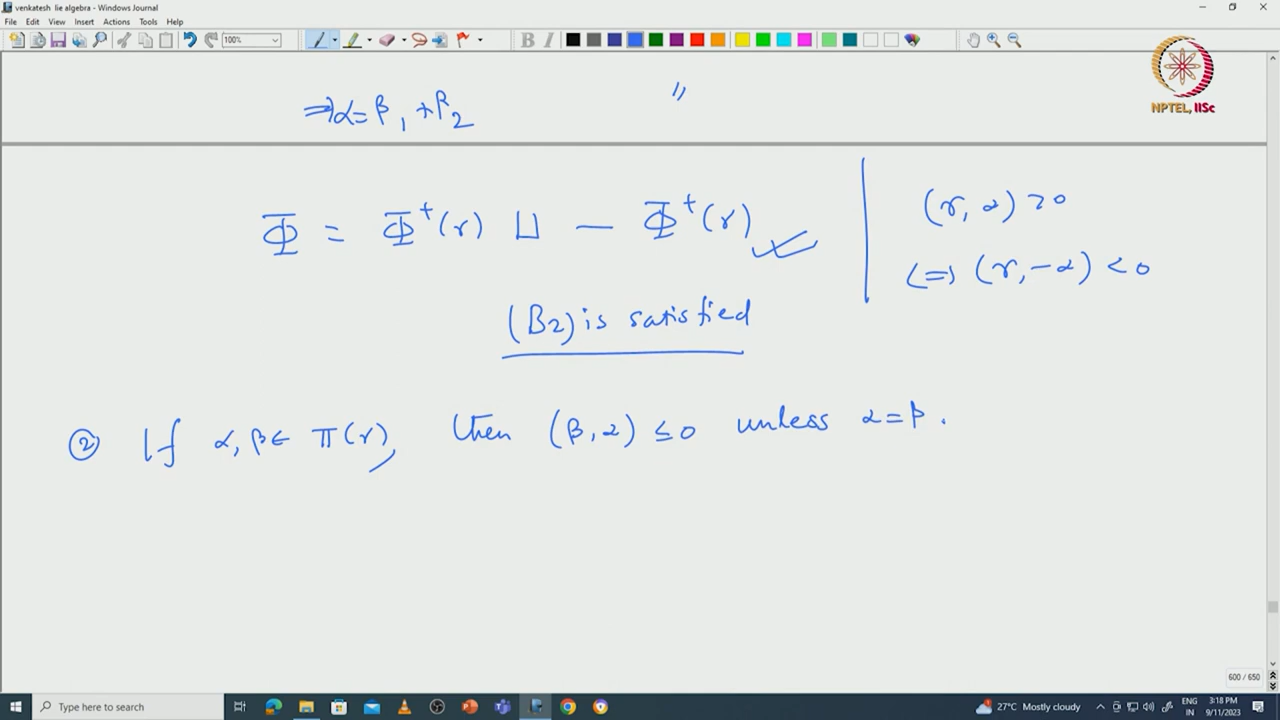 venkatesh lie algebra - Windows Journal
File Edit View Insert Actions Tools Help
100%
B I
NPTEL, IISc
⇒ α = β₁ + β₂ "
Φ = Φ⁺(γ) ⊔ − Φ⁺(γ)
(γ, α) > 0
⇔ (γ, −α) < 0
(B2) is satisfied
② If α, β ∈ Π(γ), then (β, α) ≤ 0 unless α = β.
600 / 650
Type here to search
27°C Mostly cloudy
ENG
IN
3:18 PM
9/11/2023